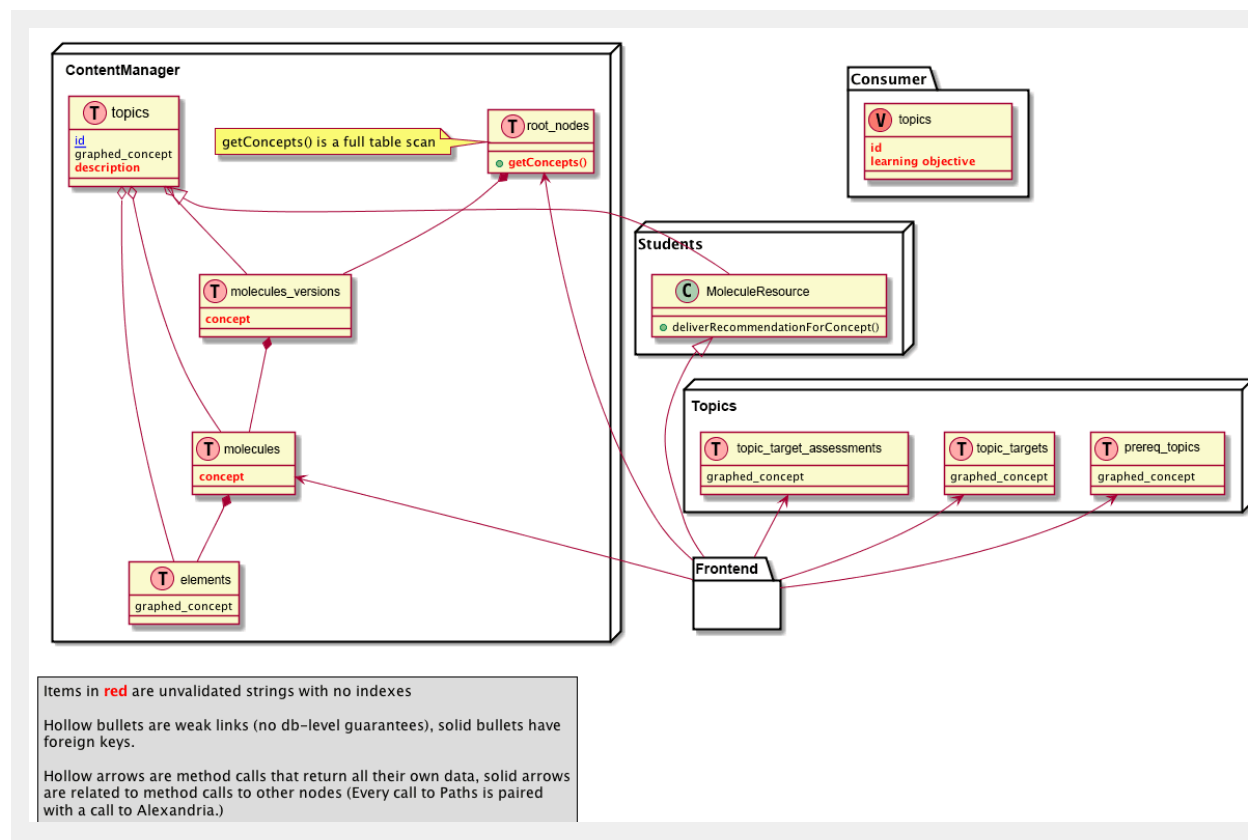 ContentManager
T topics
id
graphed_concept
description
getConcepts() is a full table scan
T root_nodes
getConcepts()
T molecules_versions
concept
T molecules
concept
T elements
graphed_concept
Consumer
V topics
id
learning objective
Students
C MoleculeResource
deliverRecommendationForConcept()
Topics
T topic_target_assessments
graphed_concept
T topic_targets
graphed_concept
T prereq_topics
graphed_concept
Frontend
Items in red are unvalidated strings with no indexes
Hollow bullets are weak links (no db-level guarantees), solid bullets have
foreign keys.
Hollow arrows are method calls that return all their own data, solid arrows
are related to method calls to other nodes (Every call to Paths is paired
with a call to Alexandria.)